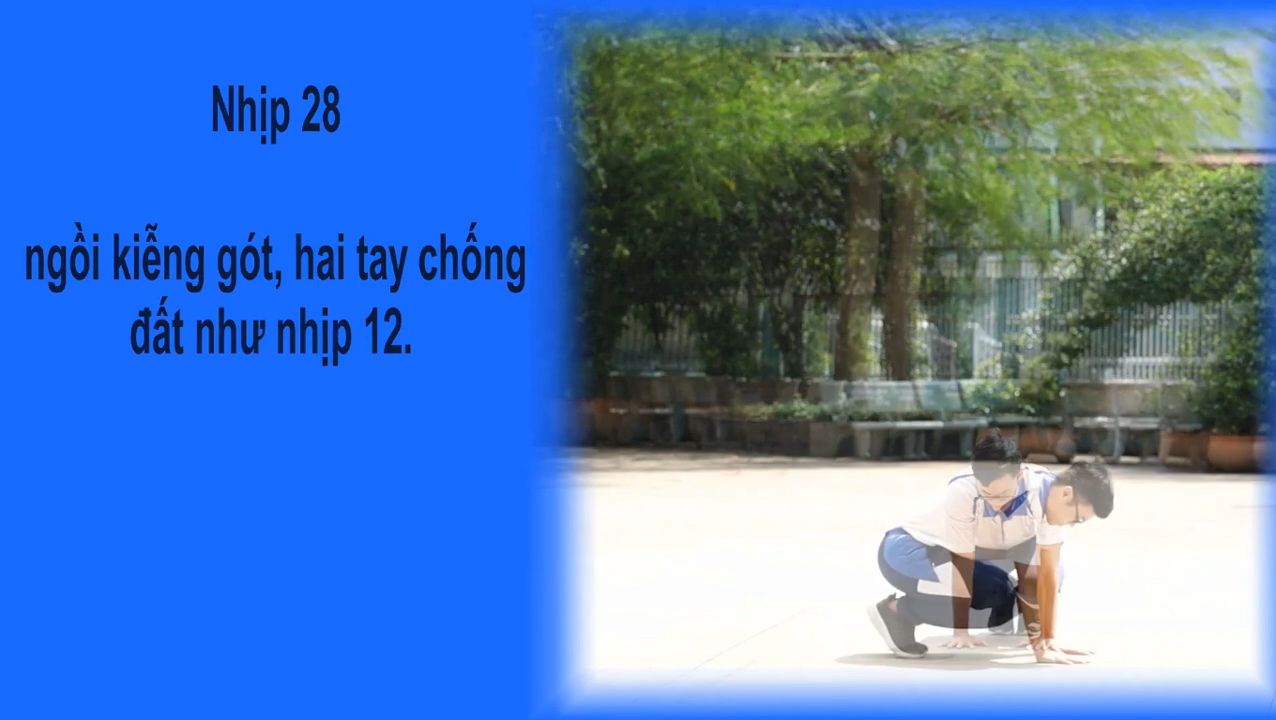 Nhịp 28
ngồi kiễng gót, hai tay chống
đất như nhịp 12.